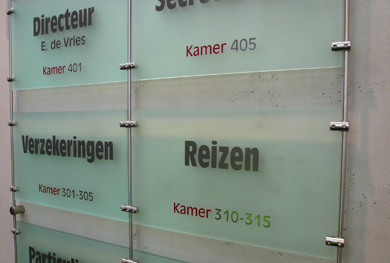 Directeur
E. de Vries
Kamer 401
Kamer 405
Verzekeringen
Kamer 301-305
Reizen
Kamer 310-315